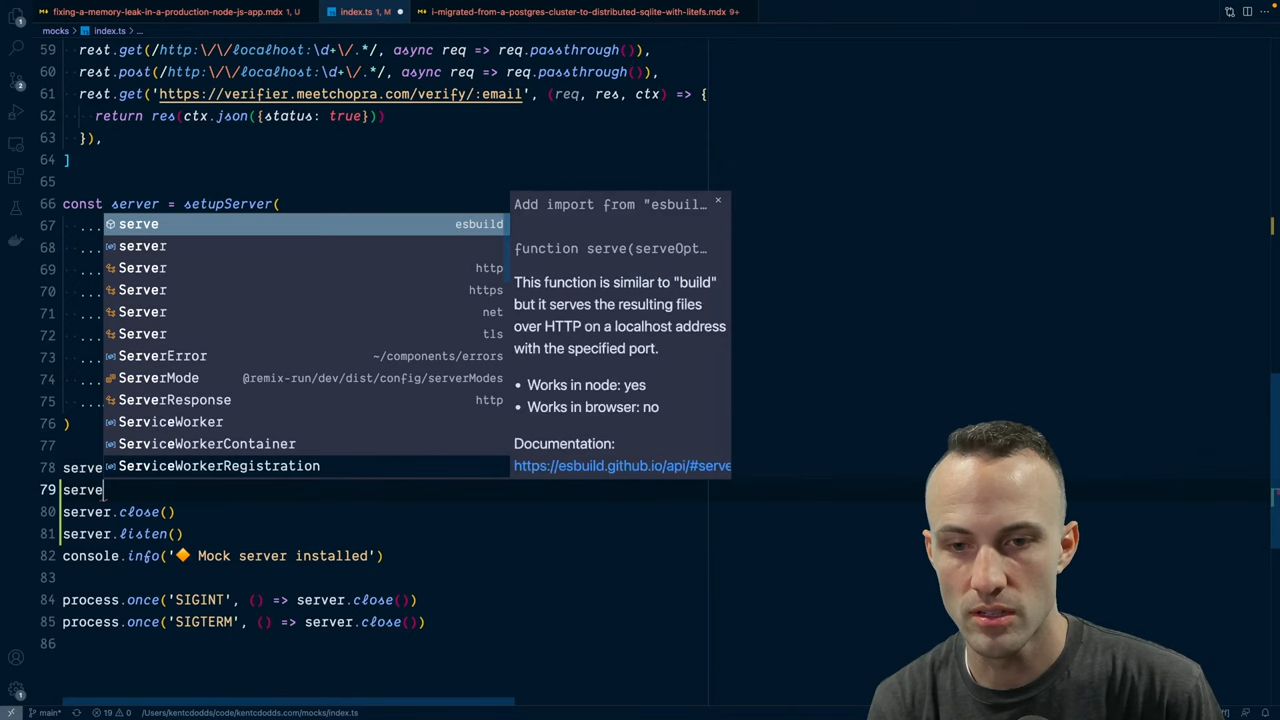 fixing-a-memory-leak-in-a-production-node-js-app.mdx 2, U
index.ts 1, M
i-migrated-from-a-postgres-cluster-to-distributed-sqlite-with-litefs.mdx 9+
mocks > index.ts > ...
59 rest.get(/http:\/\/localhost:\d+\/.*/, async req => req.passthrough()),
60 rest.post(/http:\/\/localhost:\d+\/.*/, async req => req.passthrough()),
61 rest.get('https://verifier.meetchopra.com/verify/:email', (req, res, ctx) => {
62 return res(ctx.json({status: true}))
63 }),
64 ]
65
66 const server = setupServer(
67 ...
68 ...
69 ...
70 ...
71 ...
72 ...
73 ...
74 ...
75 ...
76 )
77
78 serve
79 serve
80 server.close()
81 server.listen()
82 console.info('🔶 Mock server installed')
83
84 process.once('SIGINT', () => server.close())
85 process.once('SIGTERM', () => server.close())
86
serve esbuild
server
Server http
Server https
Server net
Server tls
ServerError ~/components/errors
ServerMode @remix-run/dev/dist/config/serverModes
ServerResponse http
ServiceWorker
ServiceWorkerContainer
ServiceWorkerRegistration
Add import from "esbuil…
function serve(serveOpt…
This function is similar to "build"
but it serves the resulting files
over HTTP on a localhost address
with the specified port.
• Works in node: yes
• Works in browser: no
Documentation:
https://esbuild.github.io/api/#serve
main* 19 0 /Users/kentcdodds/code/kentcdodds.com/mocks/index.ts